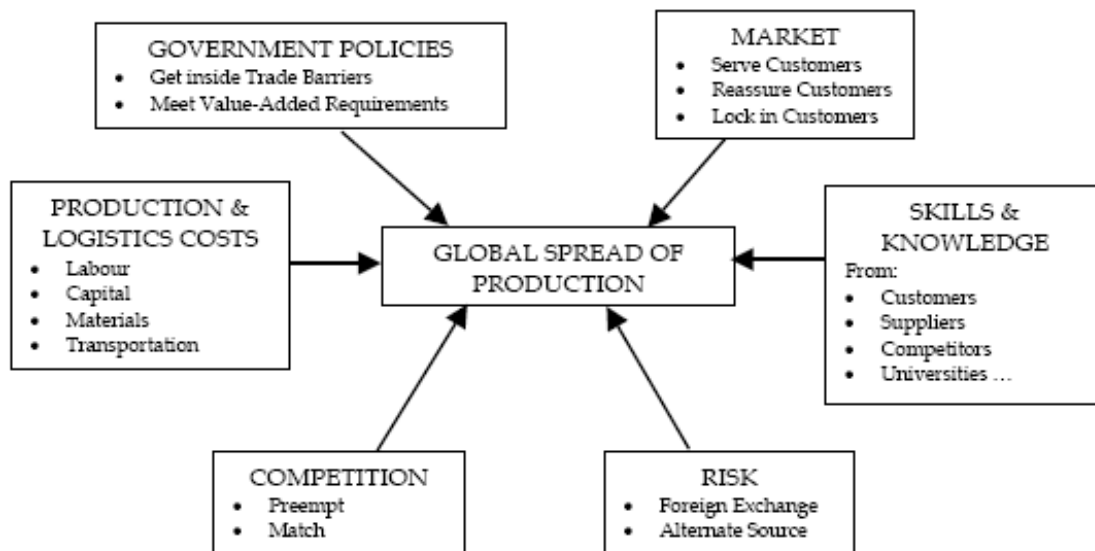 GOVERNMENT POLICIES
• Get inside Trade Barriers
• Meet Value-Added Requirements
MARKET
• Serve Customers
• Reassure Customers
• Lock in Customers
PRODUCTION &
LOGISTICS COSTS
• Labour
• Capital
• Materials
• Transportation
GLOBAL SPREAD OF
PRODUCTION
SKILLS &
KNOWLEDGE
From:
• Customers
• Suppliers
• Competitors
• Universities …
COMPETITION
• Preempt
• Match
RISK
• Foreign Exchange
• Alternate Source